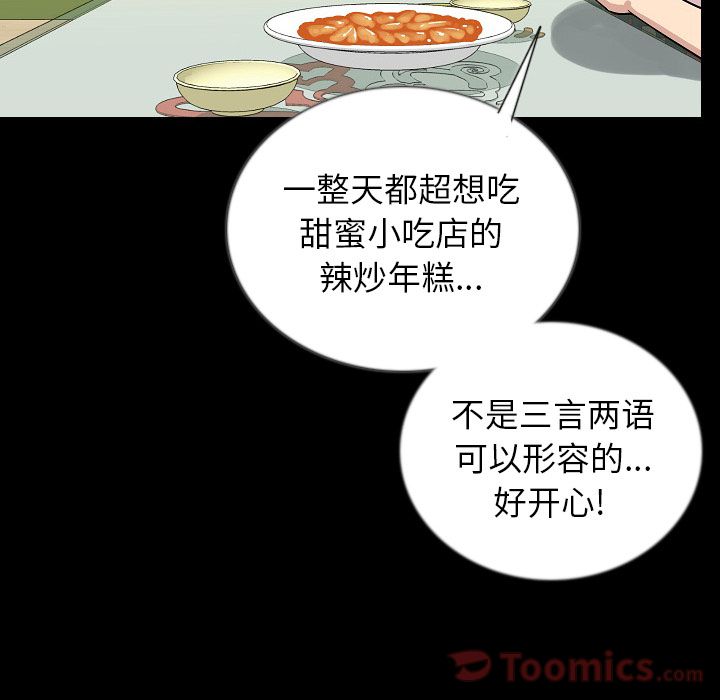 一整天都超想吃
甜蜜小吃店的
辣炒年糕...
不是三言两语
可以形容的...
好开心!
Toomics.com